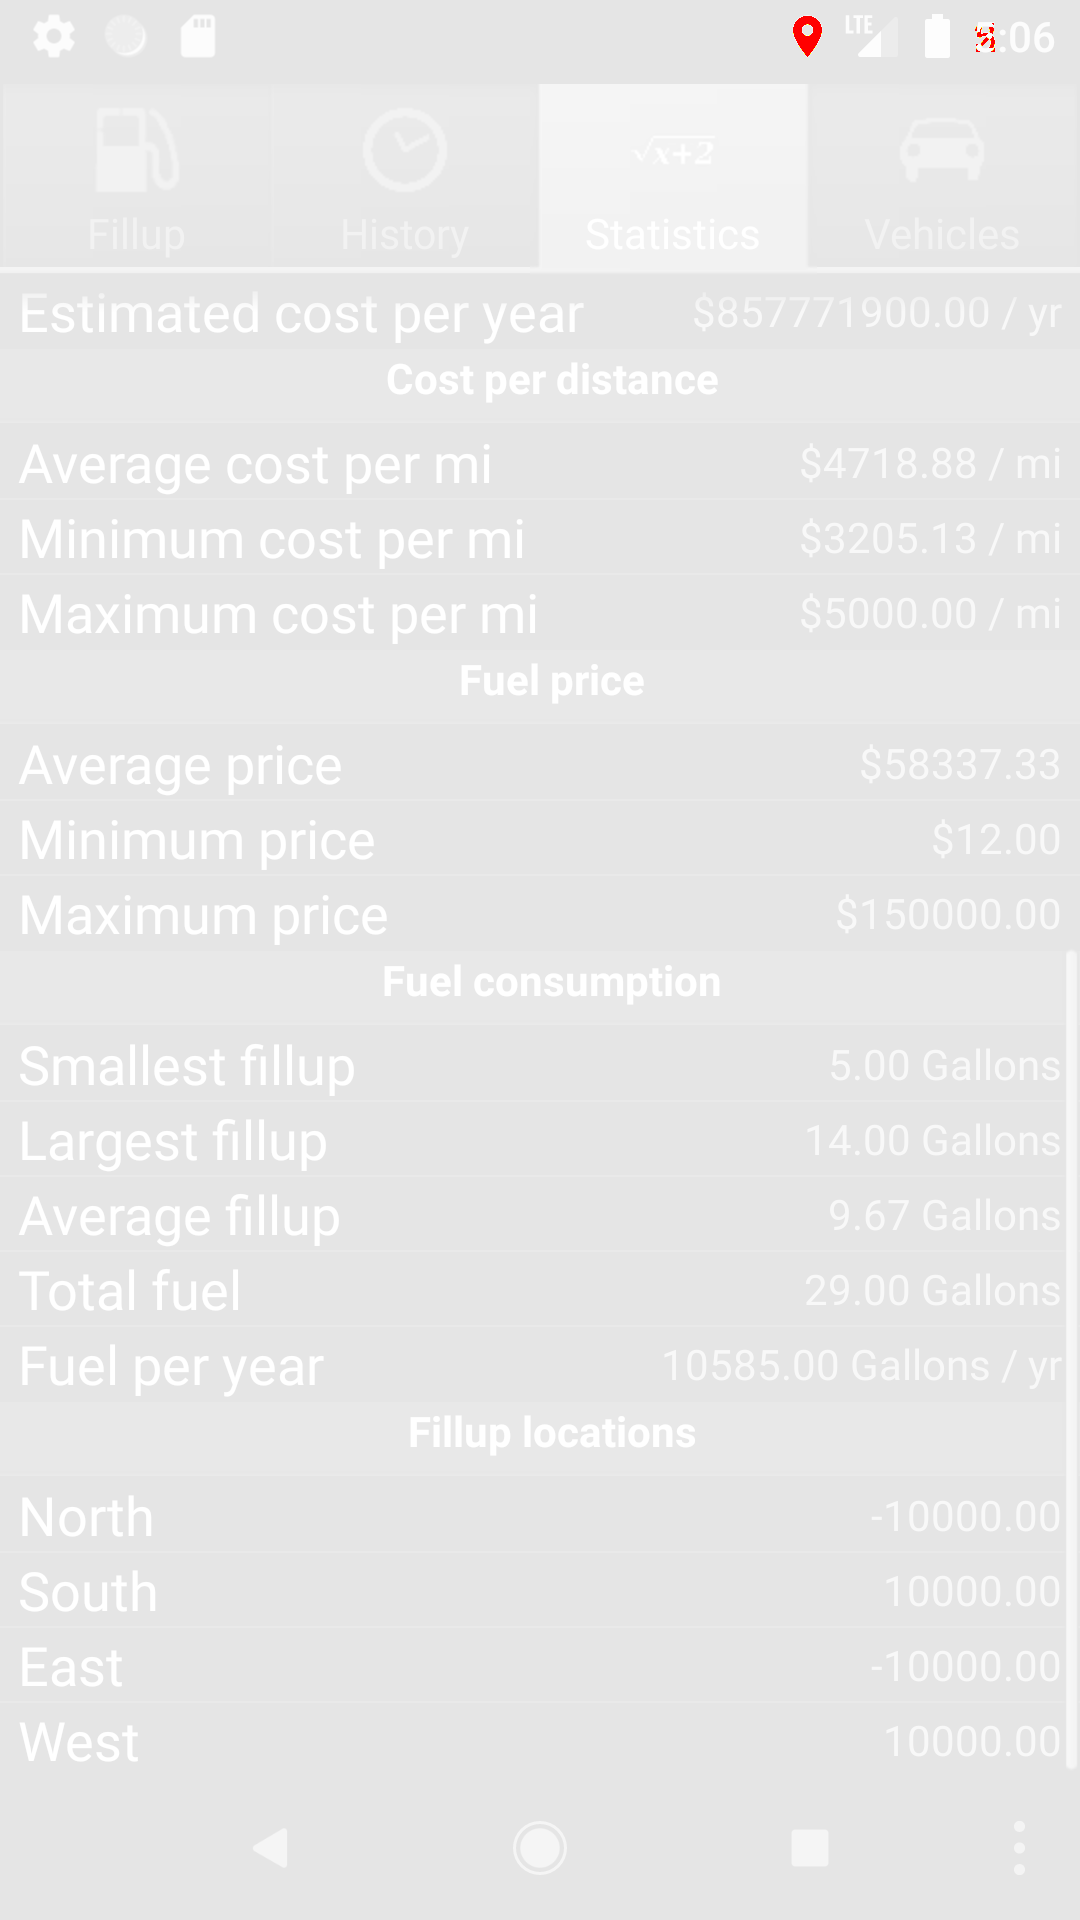 LTE
:06
Fillup
History
√x+2
Statistics
Vehicles
Estimated cost per year $857771900.00 / yr
Cost per distance
Average cost per mi $4718.88 / mi
Minimum cost per mi $3205.13 / mi
Maximum cost per mi $5000.00 / mi
Fuel price
Average price $58337.33
Minimum price $12.00
Maximum price $150000.00
Fuel consumption
Smallest fillup 5.00 Gallons
Largest fillup 14.00 Gallons
Average fillup 9.67 Gallons
Total fuel 29.00 Gallons
Fuel per year 10585.00 Gallons / yr
Fillup locations
North -10000.00
South 10000.00
East -10000.00
West 10000.00